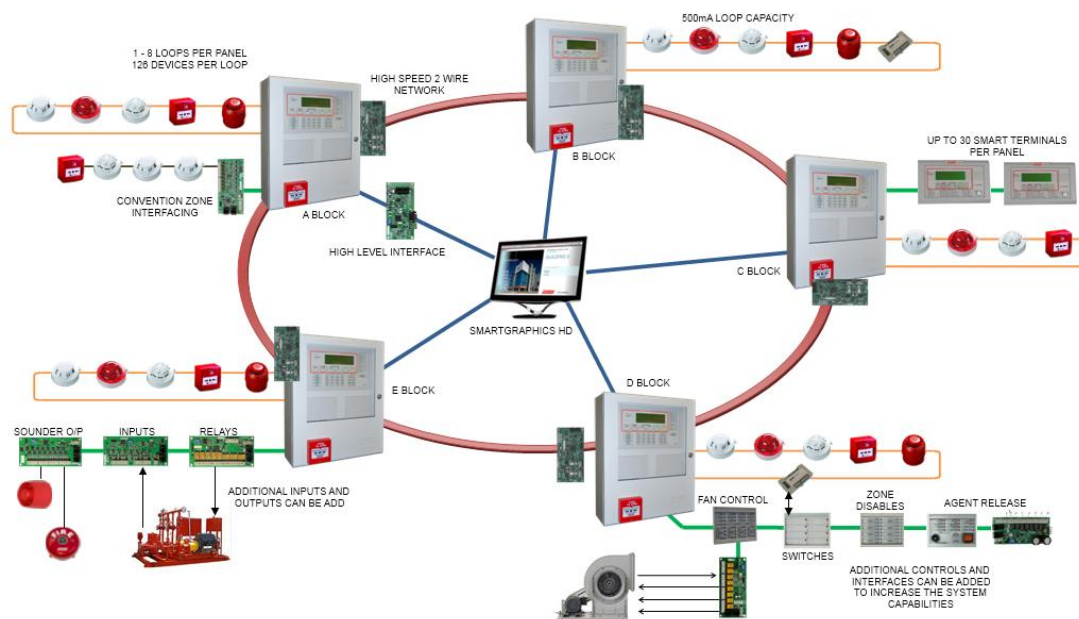 500mA LOOP CAPACITY
1 - 8 LOOPS PER PANEL
126 DEVICES PER LOOP
HIGH SPEED 2 WIRE
NETWORK
B BLOCK
UP TO 30 SMART TERMINALS
PER PANEL
CONVENTION ZONE
INTERFACING
A BLOCK
HIGH LEVEL INTERFACE
C BLOCK
SMARTGRAPHICS HD
D BLOCK
E BLOCK
SOUNDER O/P
INPUTS
RELAYS
ADDITIONAL INPUTS AND
OUTPUTS CAN BE ADD
FAN CONTROL
ZONE
DISABLES
AGENT RELEASE
SWITCHES
ADDITIONAL CONTROLS AND
INTERFACES CAN BE ADDED
TO INCREASE THE SYSTEM
CAPABILITIES